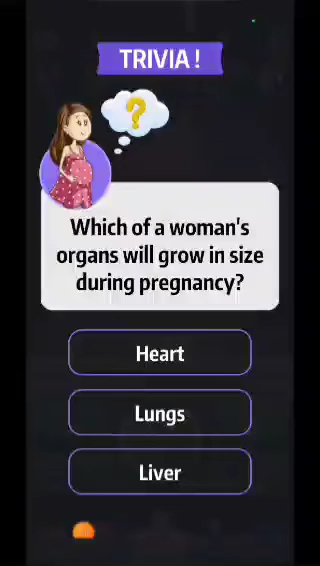 TRIVIA!
?
Which of a woman's
organs will grow in size
during pregnancy?
Heart
Lungs
Liver